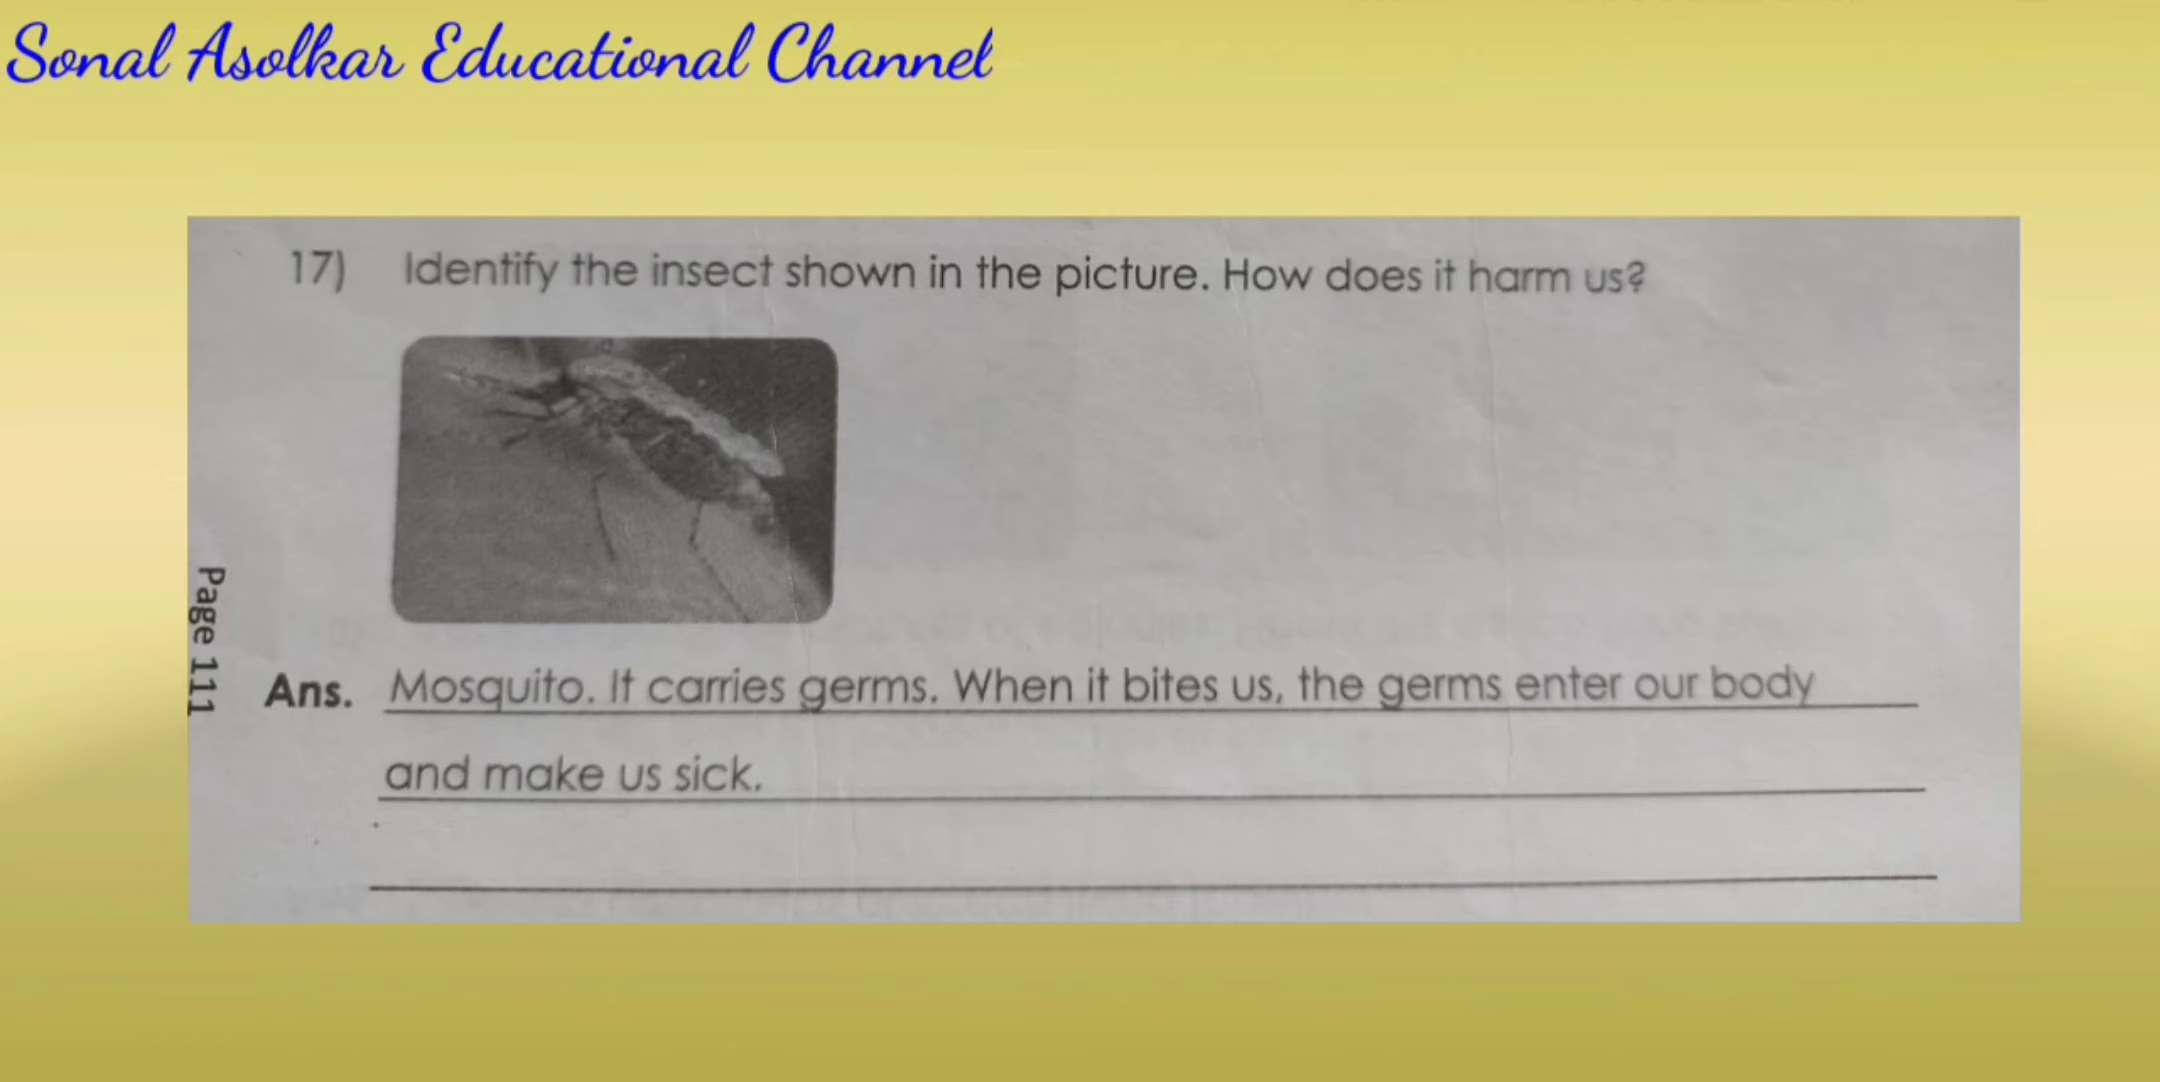 Sonal Asolkar Educational Channel
17) Identify the insect shown in the picture. How does it harm us?
Page 111
Ans. Mosquito. It carries germs. When it bites us, the germs enter our body
and make us sick.